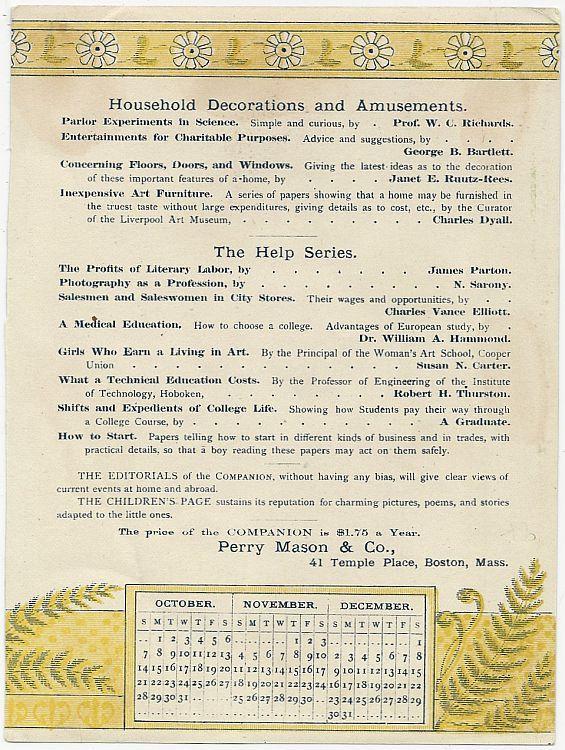 Household Decorations and Amusements.
Parlor Experiments in Science. Simple and curious, by . Prof. W. C. Richards.
Entertainments for Charitable Purposes. Advice and suggestions, by . . . .
George B. Bartlett.
Concerning Floors, Doors, and Windows. Giving the latest ideas as to the decoration
of these important features of a home, by . . . . . Janet E. Ruutz-Rees.
Inexpensive Art Furniture. A series of papers showing that a home may be furnished in
the truest taste without large expenditures, giving details as to cost, etc., by the Curator
of the Liverpool Art Museum, . . . . . . . . . . Charles Dyall.
The Help Series.
The Profits of Literary Labor, by . . . . . . . James Parton.
Photography as a Profession, by . . . . . . . . . N. Sarony.
Salesmen and Saleswomen in City Stores. Their wages and opportunities, by . .
Charles Vance Elliott.
A Medical Education. How to choose a college. Advantages of European study, by .
Dr. William A. Hammond.
Girls Who Earn a Living in Art. By the Principal of the Woman's Art School, Cooper
Union . . . . . . . . . . . . . Susan N. Carter.
What a Technical Education Costs. By the Professor of Engineering of the Institute
of Technology, Hoboken, . . . . . . . . Robert H. Thurston.
Shifts and Expedients of College Life. Showing how Students pay their way through
a College Course, by . . . . . . . . . . A Graduate.
How to Start. Papers telling how to start in different kinds of business and in trades, with
practical details, so that a boy reading these papers may act on them safely.
THE EDITORIALS of the COMPANION, without having any bias, will give clear views of
current events at home and abroad.
THE CHILDREN'S PAGE sustains its reputation for charming pictures, poems, and stories
adapted to the little ones.
The price of the COMPANION is $1.75 a Year.
Perry Mason & Co.,
41 Temple Place, Boston, Mass.
OCTOBER. NOVEMBER. DECEMBER.
S M T W T F S S M T W T F S S M T W T F S
.. 1 2 3 4 5 6 .. .. .. .. 1 2 3 .. .. .. .. .. .. 1
7 8 9 10 11 12 13 4 5 6 7 8 9 10 2 3 4 5 6 7 8
14 15 16 17 18 19 20 11 12 13 14 15 16 17 9 10 11 12 13 14 15
21 22 23 24 25 26 27 18 19 20 21 22 23 24 16 17 18 19 20 21 22
28 29 30 31 .. .. .. 25 26 27 28 29 30 .. 23 24 25 26 27 28 29
.. .. .. .. .. .. .. .. .. .. .. .. .. .. 30 31 .. .. .. .. ..